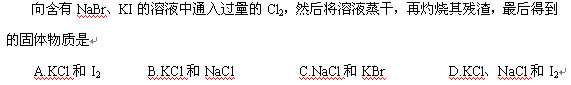 向含有 NaBr、KI 的溶液中通入过量的 Cl₂，然后将溶液蒸干，再灼烧其残渣，最后得到
的固体物质是↵
A.KCl 和 I₂ B.KCl 和 NaCl C.NaCl 和 KBr D.KCl、NaCl 和 I₂↵